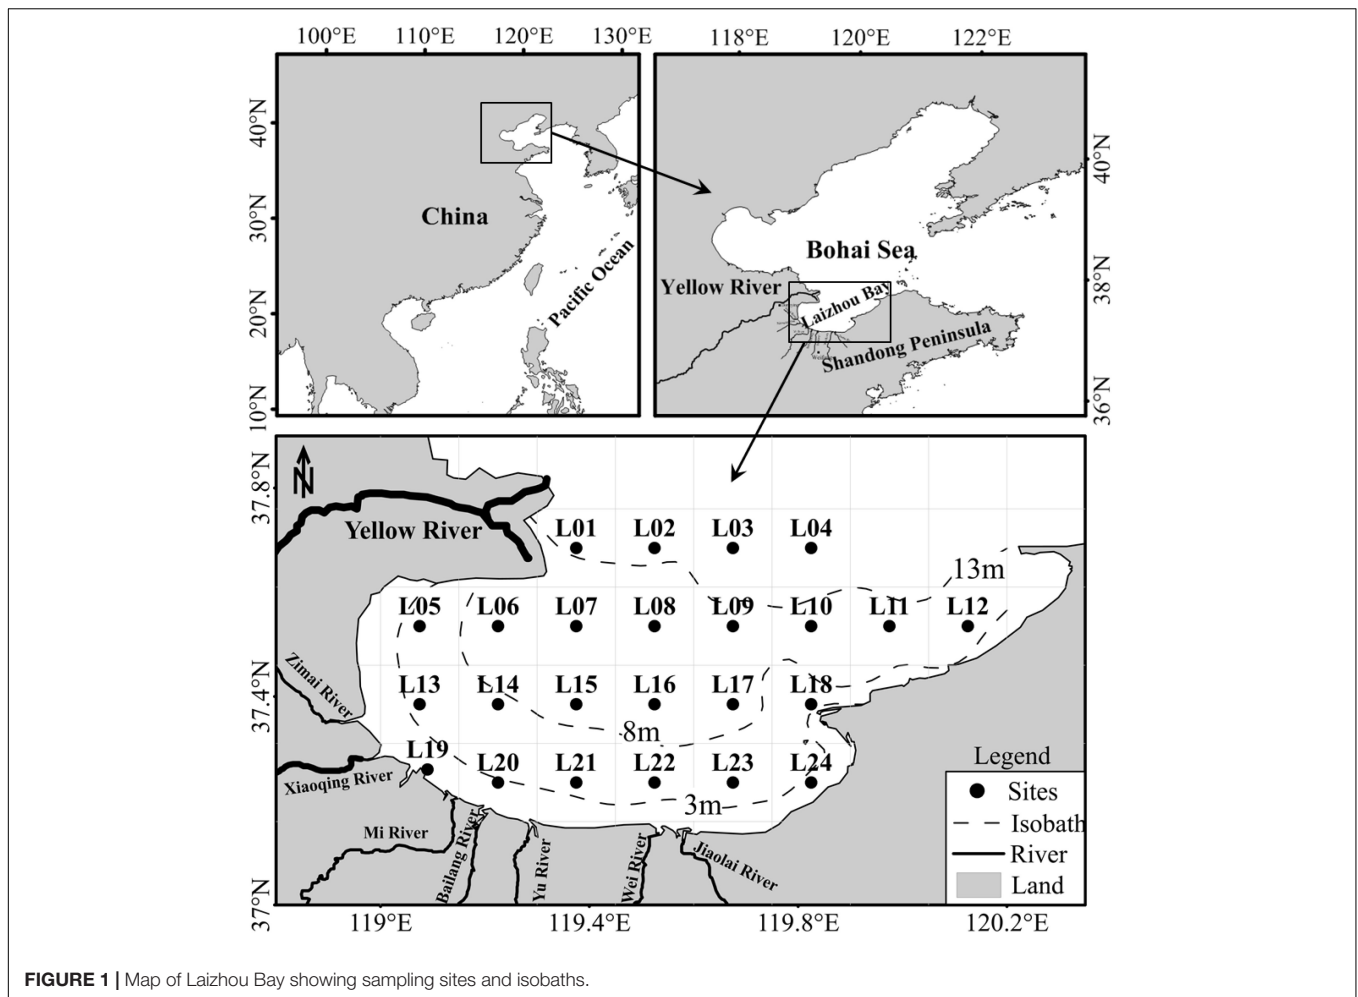 100°E 110°E 120°E 130°E
118°E 120°E 122°E
40°N
30°N
20°N
10°N
China
Pacific Ocean
40°N
38°N
36°N
Bohai Sea
Yellow River
Laizhou Bay
Shandong Peninsula
N
37.8°N
37.4°N
37°N
Yellow River
L01 L02 L03 L04
13m
L05 L06 L07 L08 L09 L10 L11 L12
Zimai River
L13 L14 L15 L16 L17 L18
8m
L19
L20 L21 L22 L23 L24
Xiaoqing River
3m
Mi River
Bailang River
Yu River
Wei River
Jiaolai River
Legend
Sites
Isobath
River
Land
119°E 119.4°E 119.8°E 120.2°E
FIGURE 1 | Map of Laizhou Bay showing sampling sites and isobaths.